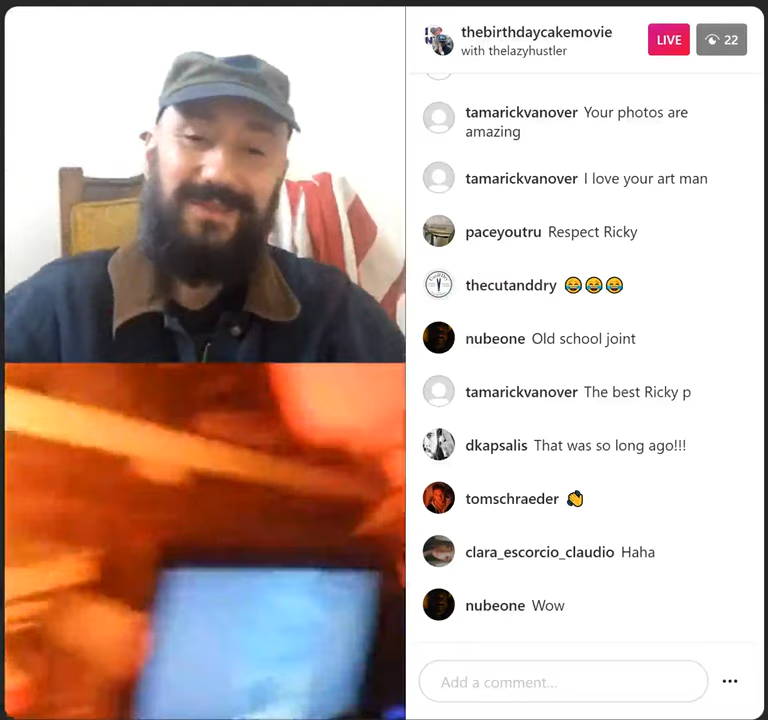 thebirthdaycakemovie
with thelazyhustler
LIVE
22
tamarickvanover Your photos are
amazing
tamarickvanover I love your art man
paceyoutru Respect Ricky
thecutanddry 😂😂😂
nubeone Old school joint
tamarickvanover The best Ricky p
dkapsalis That was so long ago!!!
tomschraeder 👏
clara_escorcio_claudio Haha
nubeone Wow
Add a comment...